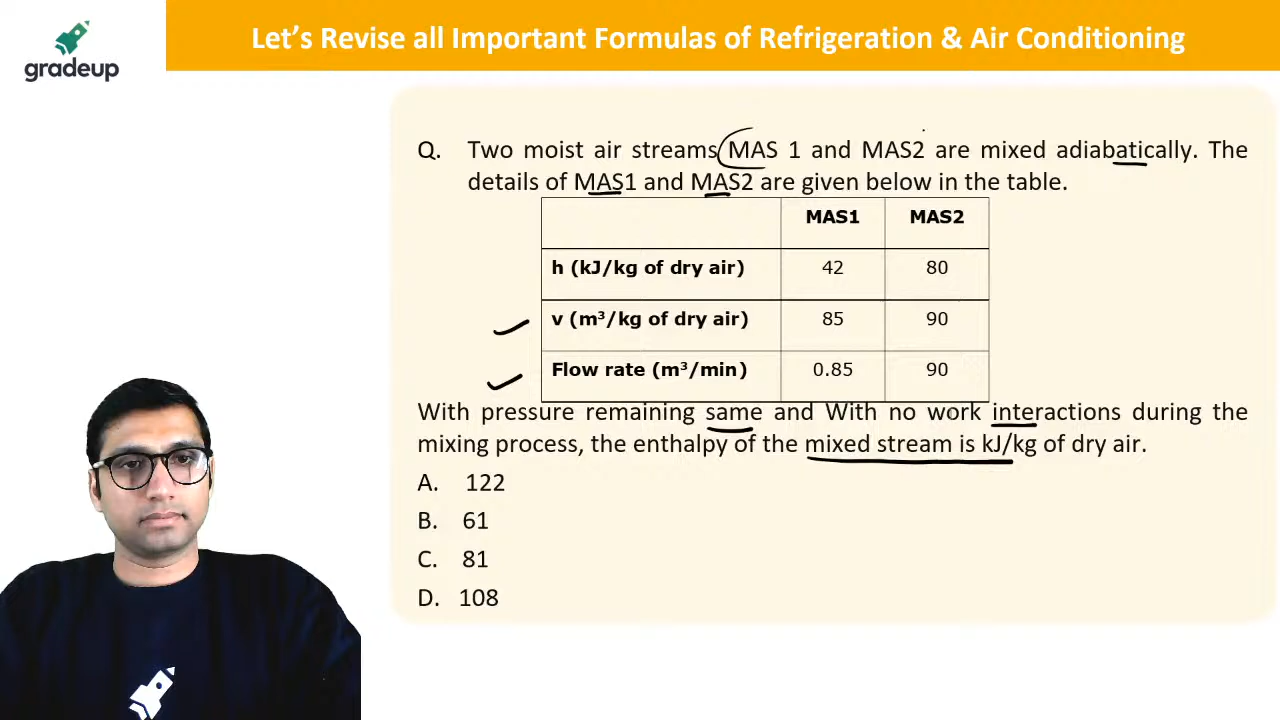 gradeup
Let's Revise all Important Formulas of Refrigeration & Air Conditioning
Q. Two moist air streams MAS 1 and MAS2 are mixed adiabatically. The
details of MAS1 and MAS2 are given below in the table.
MAS1 MAS2
h (kJ/kg of dry air) 42 80
v (m³/kg of dry air) 85 90
Flow rate (m³/min) 0.85 90
With pressure remaining same and With no work interactions during the
mixing process, the enthalpy of the mixed stream is kJ/kg of dry air.
A. 122
B. 61
C. 81
D. 108